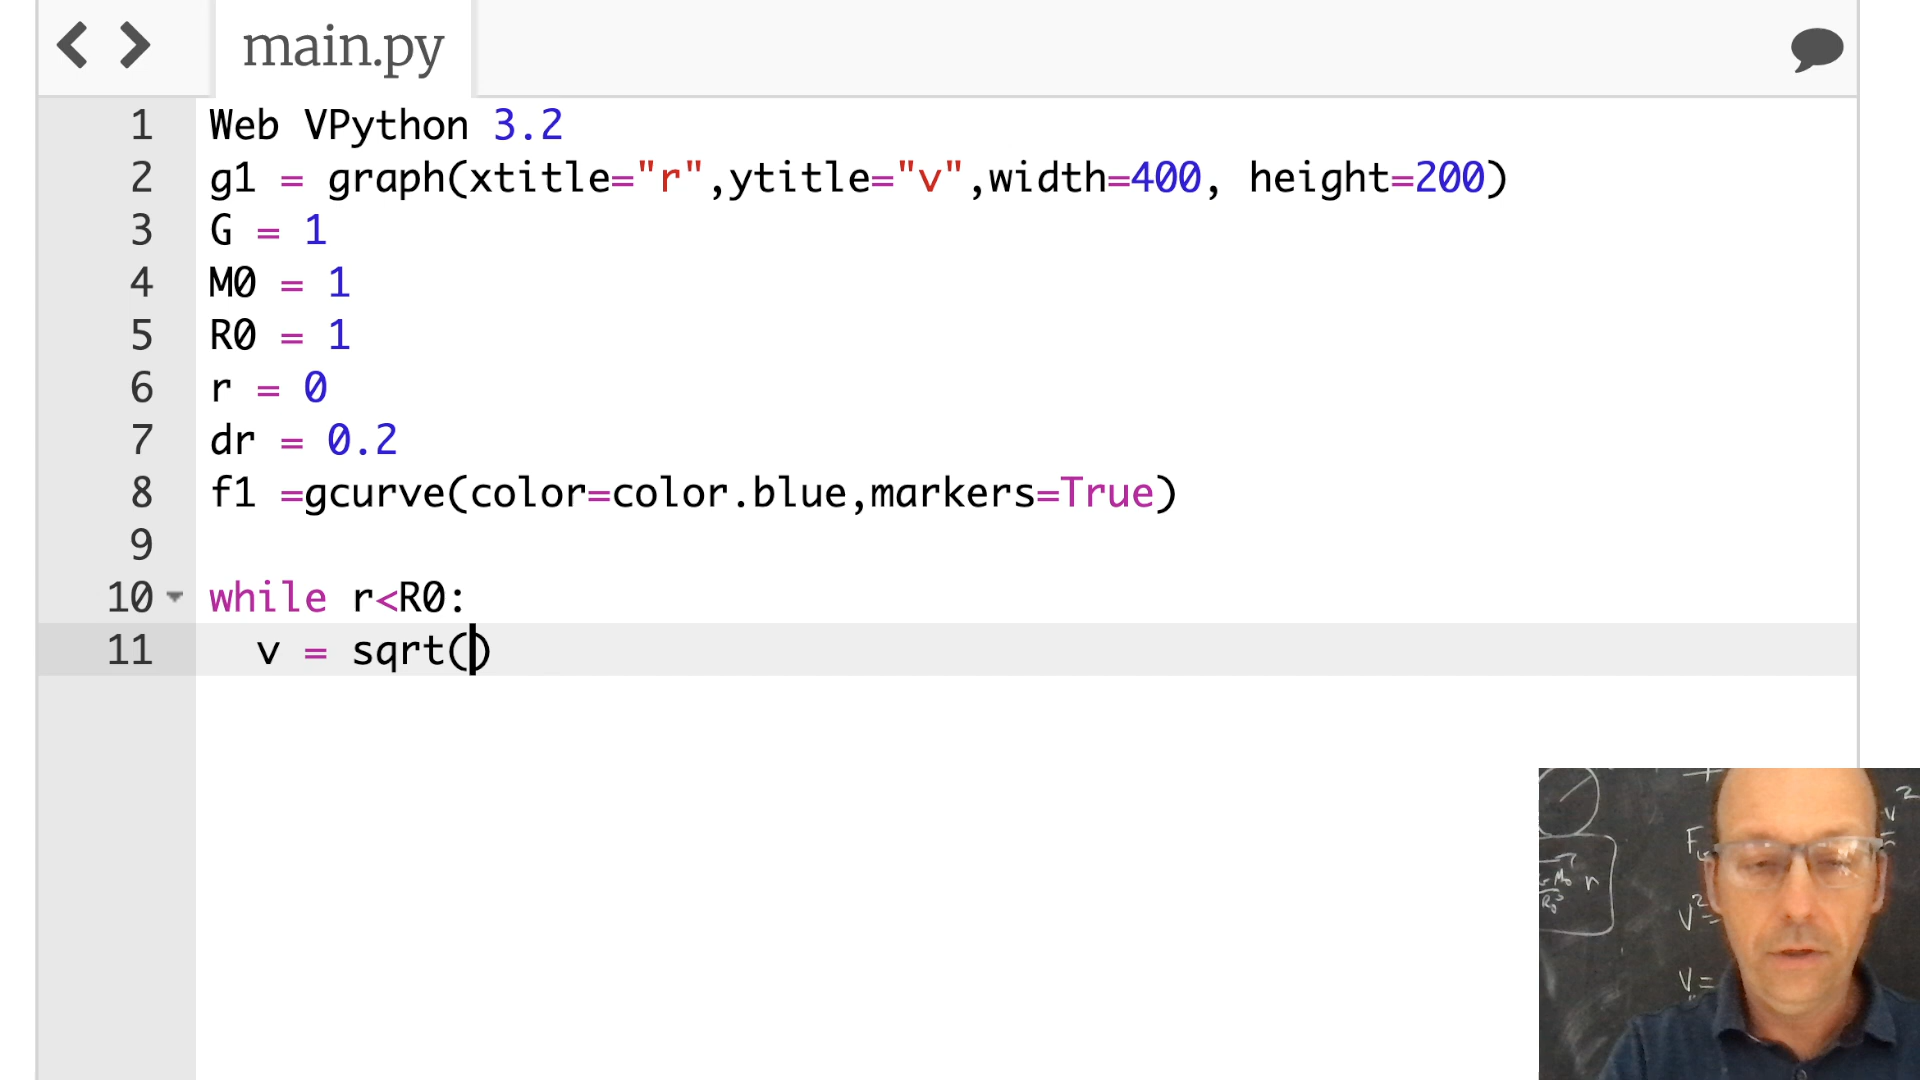 main.py
1 Web VPython 3.2
2 g1 = graph(xtitle="r",ytitle="v",width=400, height=200)
3 G = 1
4 M0 = 1
5 R0 = 1
6 r = 0
7 dr = 0.2
8 f1 =gcurve(color=color.blue,markers=True)
9
10 while r<R0:
11 v = sqrt()
r
v²
V=